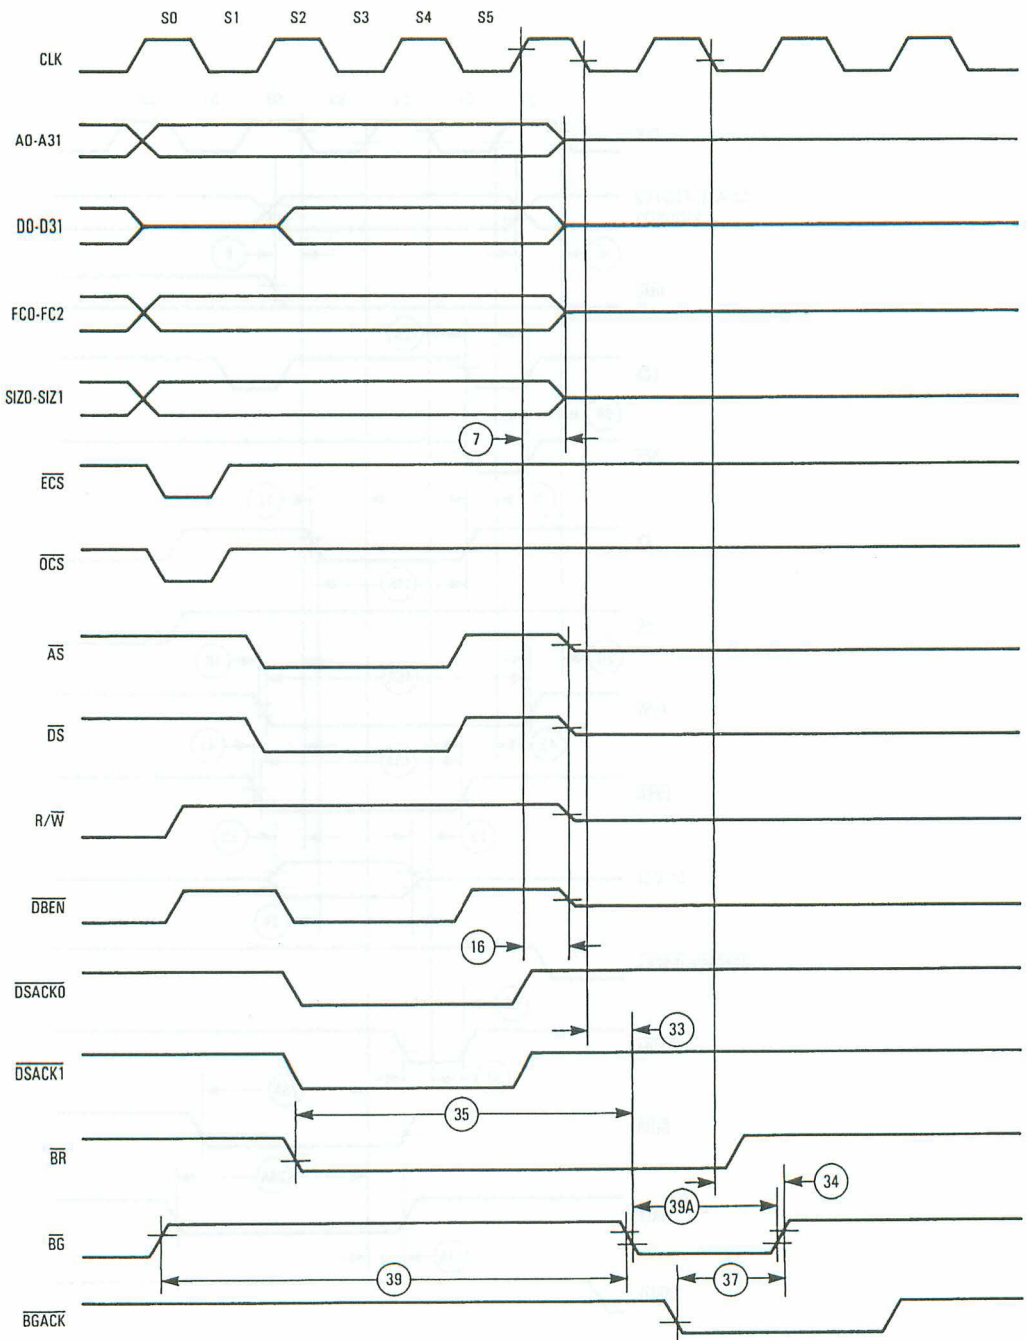 S0 S1 S2 S3 S4 S5
CLK
A0-A31
D0-D31
FC0-FC2
SIZ0-SIZ1
7
ECS
OCS
AS
DS
R/W
DBEN
16
DSACK0
33
DSACK1
35
BR
34
39A
BG
39
37
BGACK